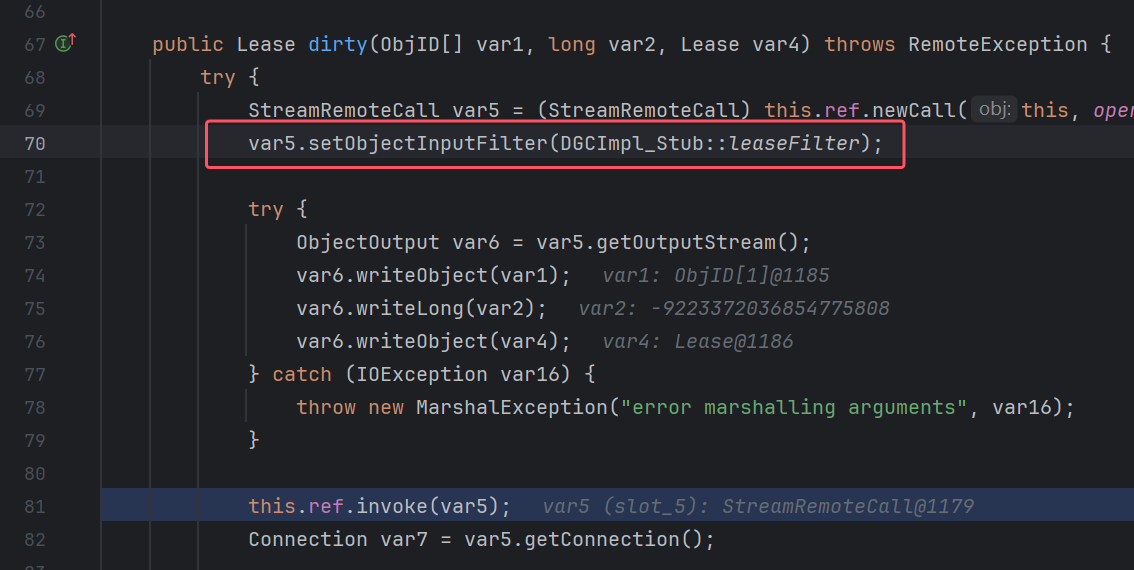 66
67 public Lease dirty(ObjID[] var1, long var2, Lease var4) throws RemoteException {
68 try {
69 StreamRemoteCall var5 = (StreamRemoteCall) this.ref.newCall( obj: this, oper
70 var5.setObjectInputFilter(DGCImpl_Stub::leaseFilter);
71
72 try {
73 ObjectOutput var6 = var5.getOutputStream();
74 var6.writeObject(var1); var1: ObjID[1]@1185
75 var6.writeLong(var2); var2: -9223372036854775808
76 var6.writeObject(var4); var4: Lease@1186
77 } catch (IOException var16) {
78 throw new MarshalException("error marshalling arguments", var16);
79 }
80
81 this.ref.invoke(var5); var5 (slot_5): StreamRemoteCall@1179
82 Connection var7 = var5.getConnection();